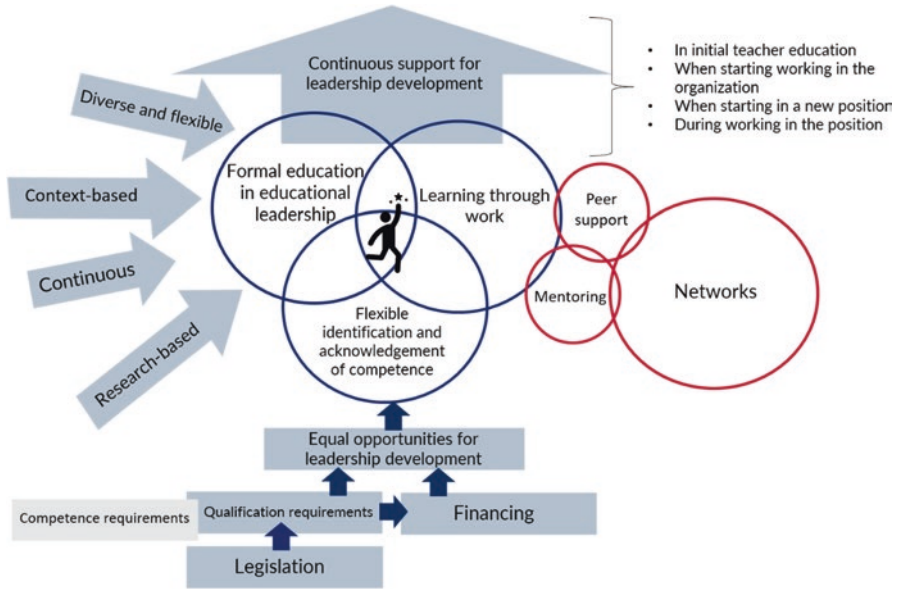 Continuous support for
leadership development
• In initial teacher education
• When starting working in the
organization
• When starting in a new position
• During working in the position
Diverse and flexible
Context-based
Continuous
Research-based
Formal education
in educational
leadership
Learning through
work
Flexible
identification and
acknowledgement
of competence
Peer
support
Mentoring
Networks
Equal opportunities for
leadership development
Competence requirements
Qualification requirements
Financing
Legislation